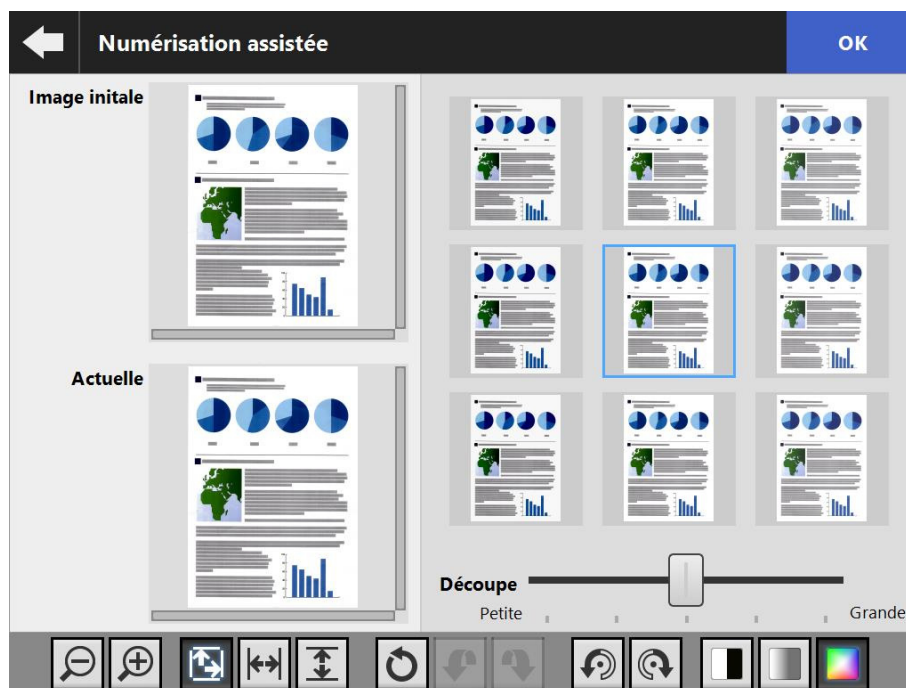 Numérisation assistée
OK
Image initale
Actuelle
Découpe
Petite
Grande